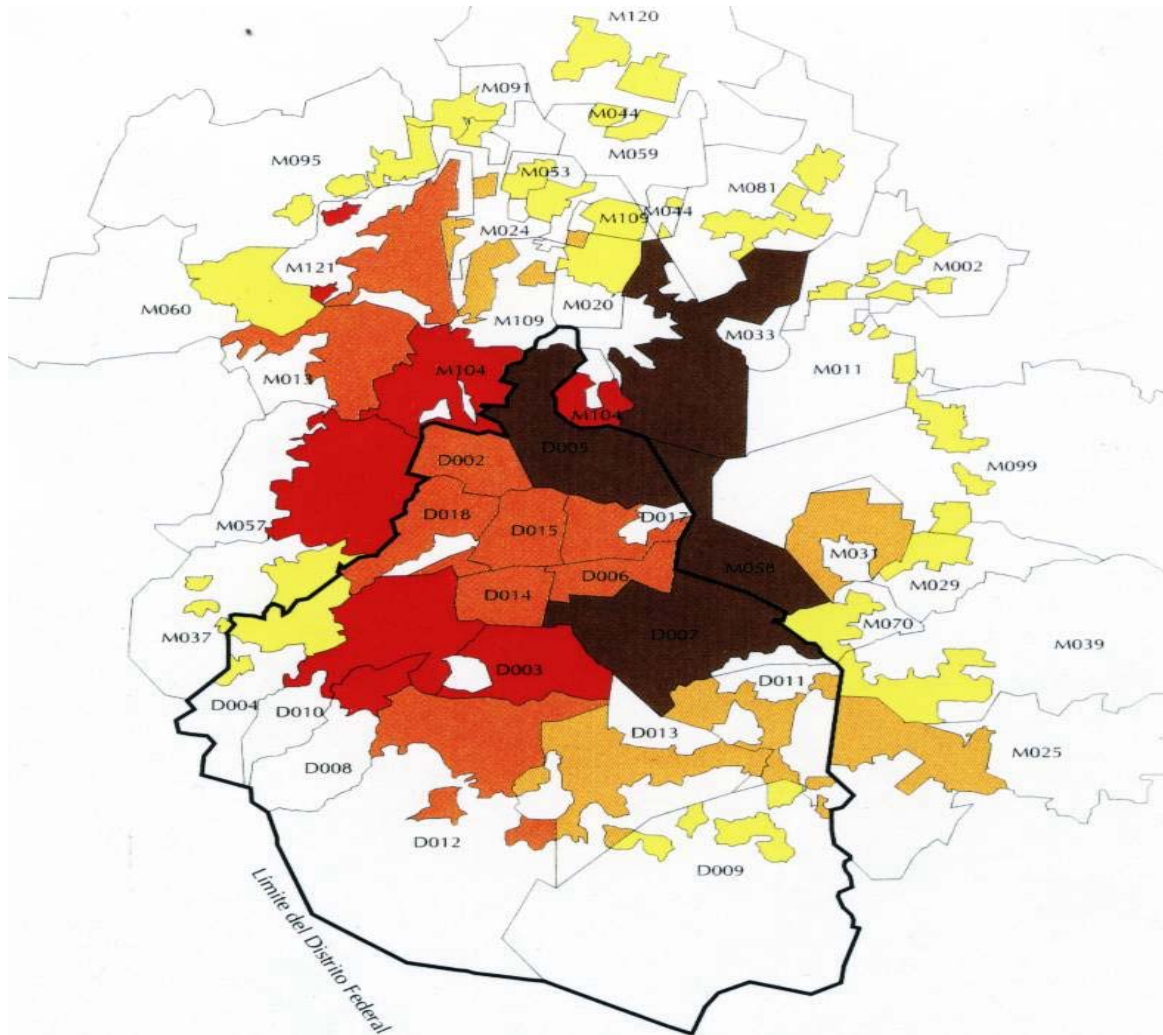 M120
M091
M044
M059
M095
M053
M081
M109
M044
M024
M002
M121
M060
M020
M109
M033
M011
M013
M104
M104
D005
D002
M099
D018
D017
M057
D015
M031
M058
D006
M029
D014
M070
M037
D007
M039
D003
D011
D004
D010
D013
M025
D008
D012
D009
Límite del Distrito Federal